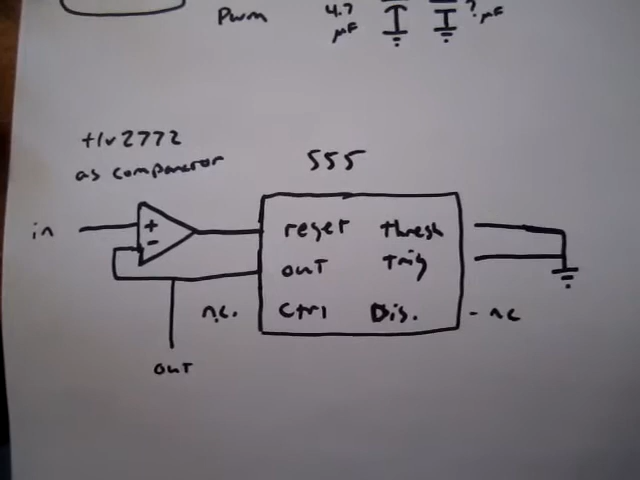 Pwm
4.7
μF
?.μF
tlv2772
as comparator
555
in
+
-
reset thresh
out Trig
n.c. Ctrl Dis. - nc
out